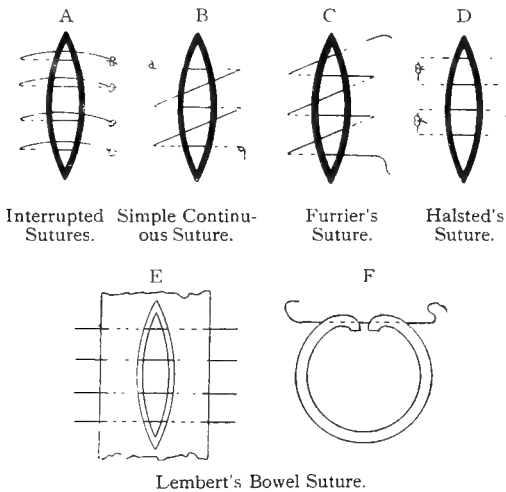 A B C D
Interrupted Sutures.
Simple Continu-
ous Suture.
Furrier's Suture.
Halsted's Suture.
E F
Lembert's Bowel Suture.